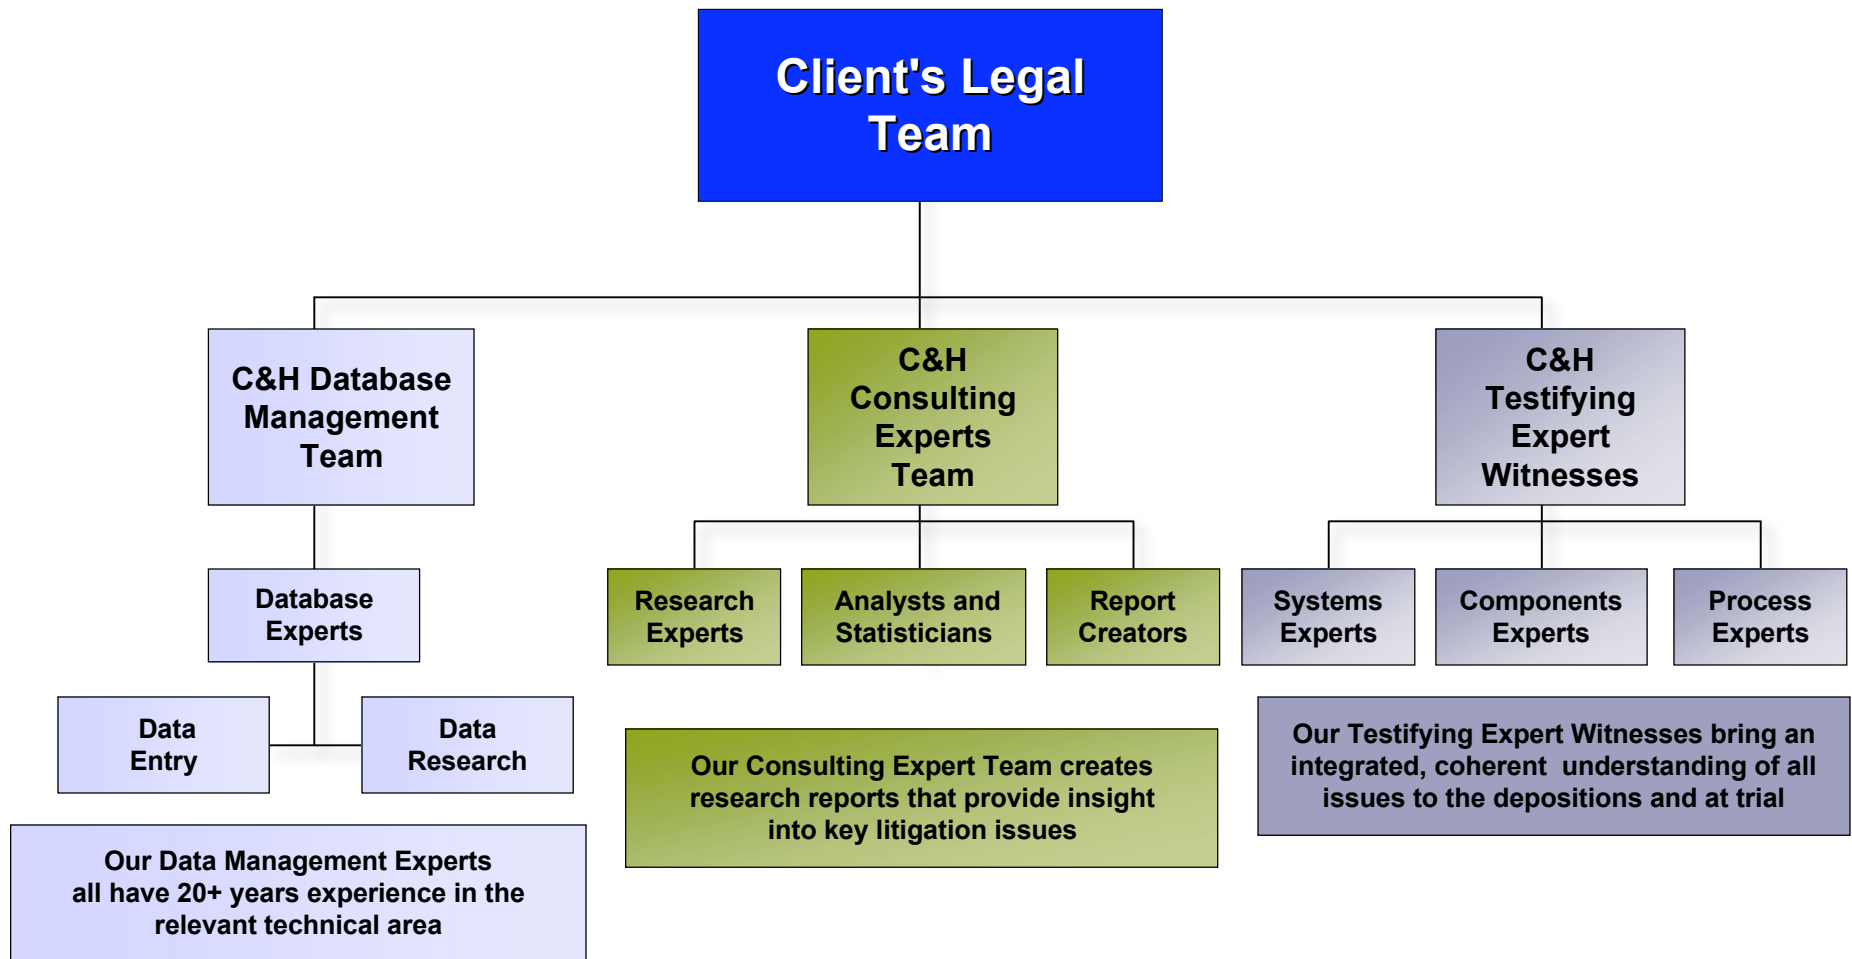 Client's Legal
Team
C&H Database
Management
Team
C&H
Consulting
Experts
Team
C&H
Testifying
Expert
Witnesses
Database
Experts
Research
Experts
Analysts and
Statisticians
Report
Creators
Systems
Experts
Components
Experts
Process
Experts
Data
Entry
Data
Research
Our Data Management Experts
all have 20+ years experience in the
relevant technical area
Our Consulting Expert Team creates
research reports that provide insight
into key litigation issues
Our Testifying Expert Witnesses bring an
integrated, coherent  understanding of all
issues to the depositions and at trial